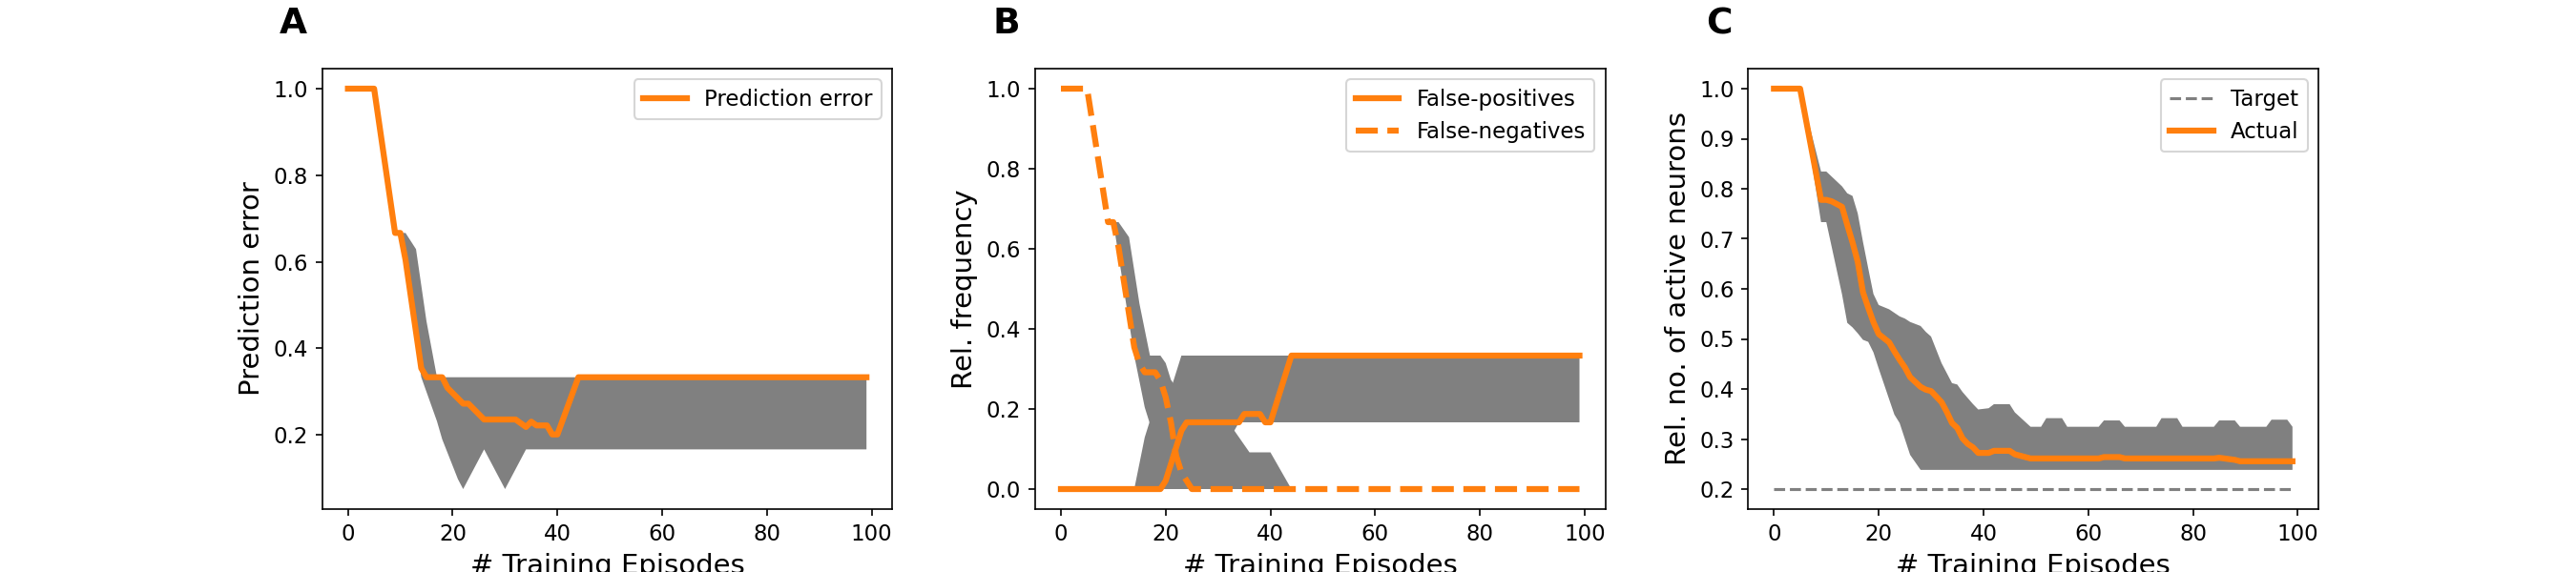 A
Prediction error
1.0
0.8
0.6
0.4
0.2
0
20
40
60
80
100
Prediction error
# Training Episodes
B
False-positives
False-negatives
1.0
0.8
0.6
0.4
0.2
0.0
0
20
40
60
80
100
Rel. frequency
# Training Episodes
C
Target
Actual
1.0
0.9
0.8
0.7
0.6
0.5
0.4
0.3
0.2
0
20
40
60
80
100
Rel. no. of active neurons
# Training Episodes